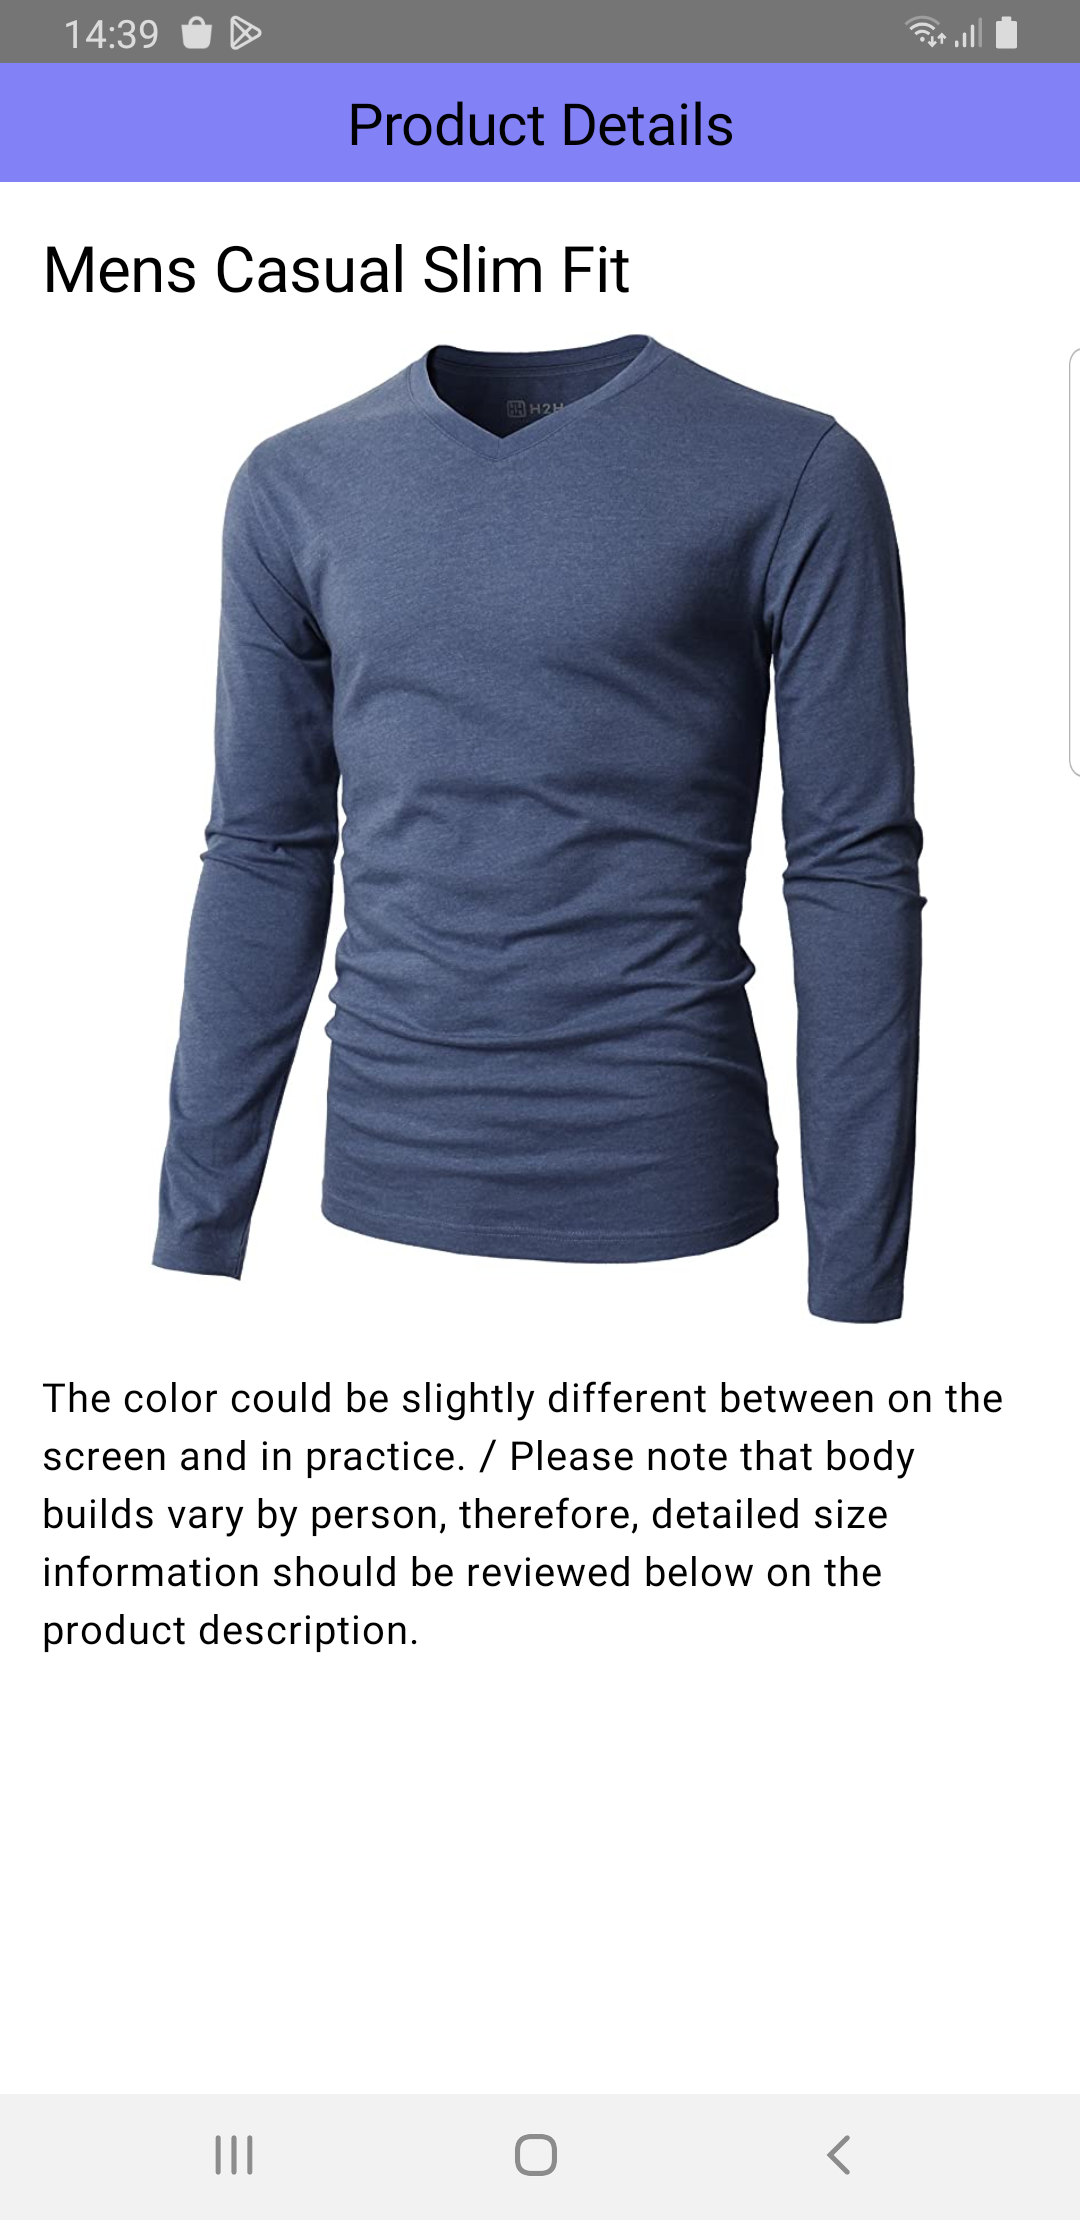 14:39
Product Details
Mens Casual Slim Fit
H2H
The color could be slightly different between on the
screen and in practice. / Please note that body
builds vary by person, therefore, detailed size
information should be reviewed below on the
product description.